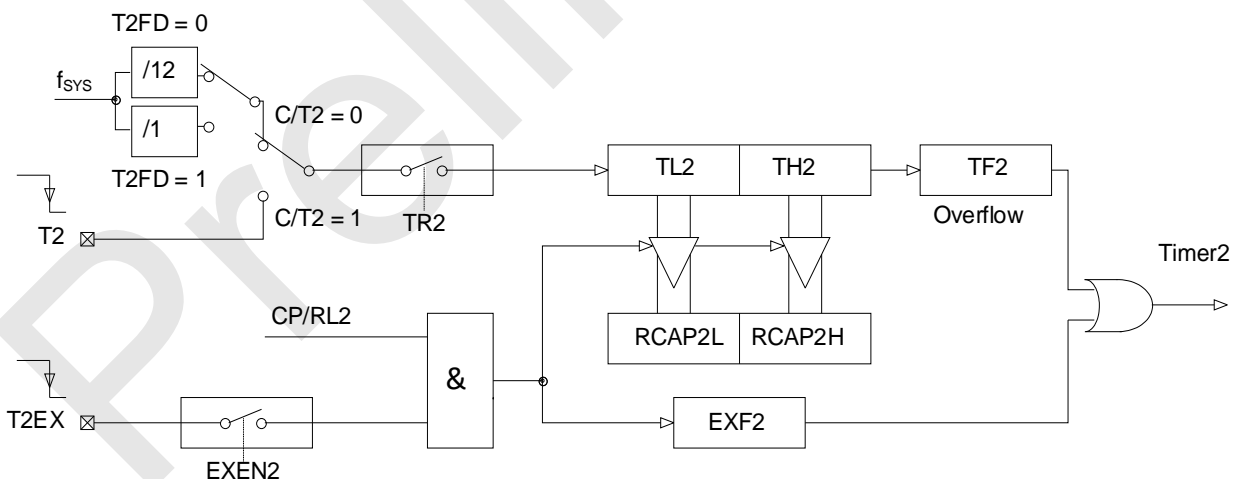 T2FD = 0
/12
fSYS
C/T2 = 0
/1
T2FD = 1
TL2
TH2
TF2
C/T2 = 1
TR2
Overflow
T2
Timer2
CP/RL2
RCAP2L
RCAP2H
&
T2EX
EXF2
EXEN2
Prelim